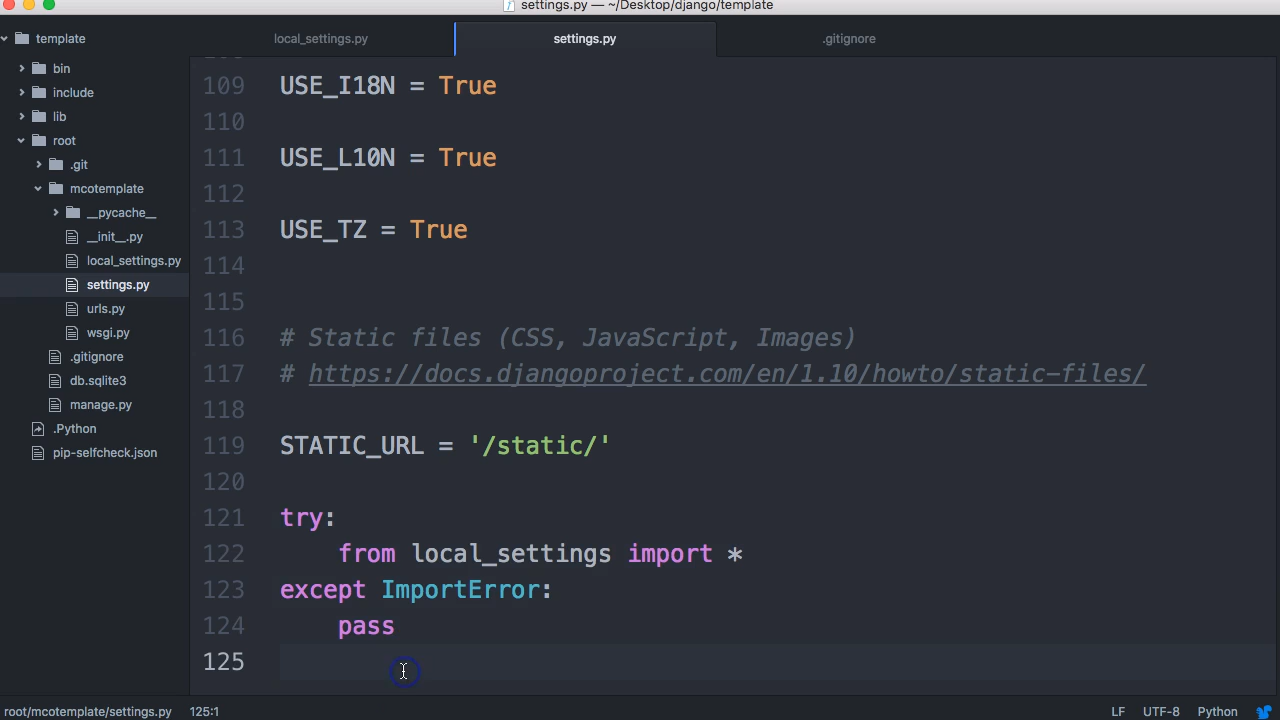 settings.py — ~/Desktop/django/template
template
local_settings.py
settings.py
.gitignore
bin
include
lib
root
.git
mcotemplate
__pycache__
__init__.py
local_settings.py
settings.py
urls.py
wsgi.py
.gitignore
db.sqlite3
manage.py
.Python
pip-selfcheck.json
109 USE_I18N = True
110
111 USE_L10N = True
112
113 USE_TZ = True
114
115
116 # Static files (CSS, JavaScript, Images)
117 # https://docs.djangoproject.com/en/1.10/howto/static-files/
118
119 STATIC_URL = '/static/'
120
121 try:
122     from local_settings import *
123 except ImportError:
124     pass
125
root/mcotemplate/settings.py 125:1
LF UTF-8 Python